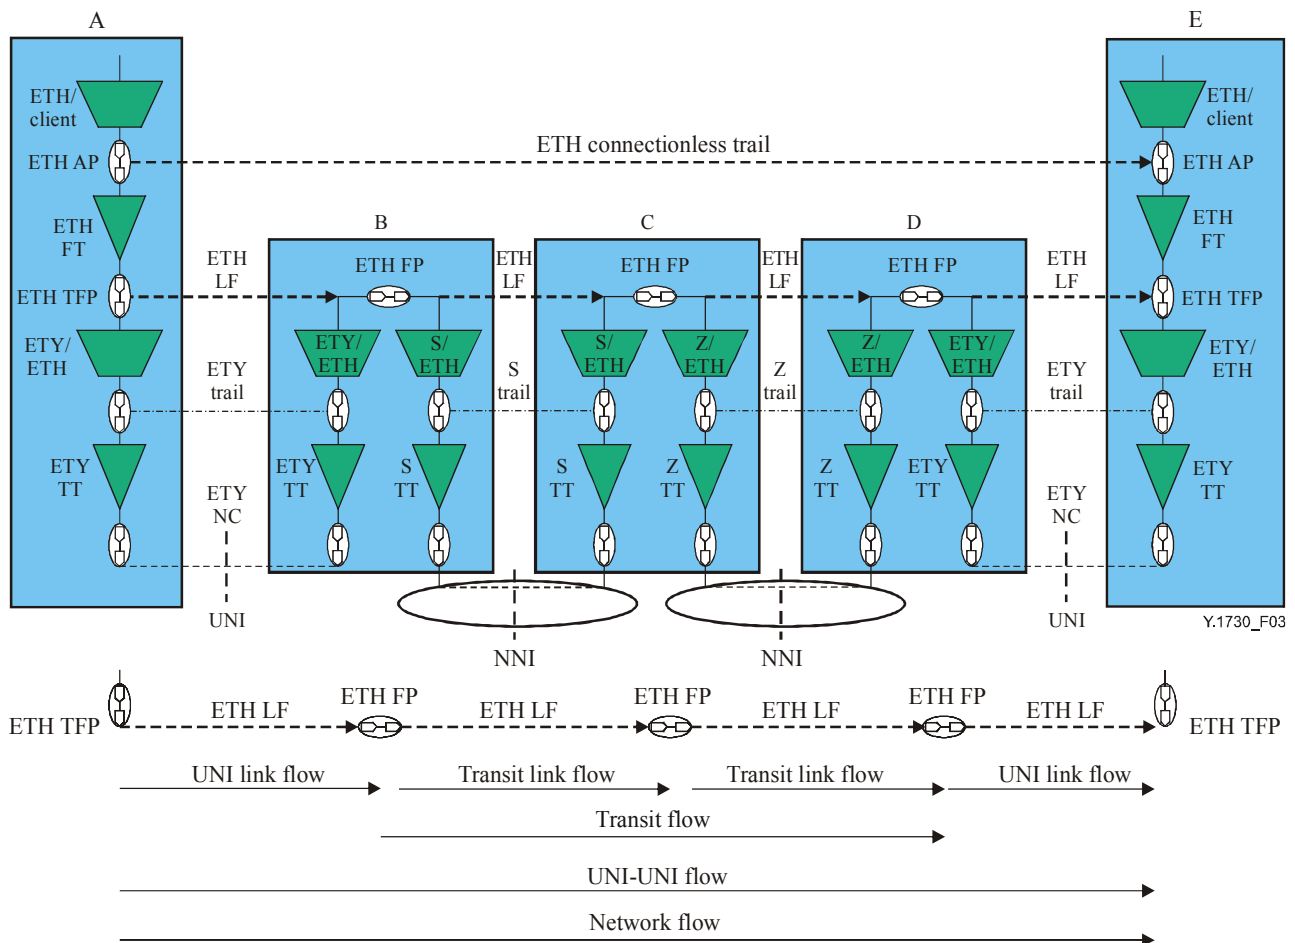 A
E
ETH/
client
ETH/
client
ETH connectionless trail
ETH AP
ETH AP
ETH
FT
ETH
FT
B
C
D
ETH
LF
ETH FP
ETH
LF
ETH FP
ETH
LF
ETH FP
ETH
LF
ETH TFP
ETH TFP
ETY/
ETH
ETY/
ETH
S/
ETH
S/
ETH
Z/
ETH
Z/
ETH
ETY/
ETH
ETY/
ETH
ETY
trail
S
trail
Z
trail
ETY
trail
ETY
TT
ETY
TT
S
TT
S
TT
Z
TT
Z
TT
ETY
TT
ETY
TT
ETY
NC
ETY
NC
UNI
UNI
Y.1730_F03
NNI
NNI
ETH TFP
ETH LF
ETH FP
ETH LF
ETH FP
ETH LF
ETH FP
ETH LF
ETH TFP
UNI link flow
Transit link flow
Transit link flow
UNI link flow
Transit flow
UNI-UNI flow
Network flow